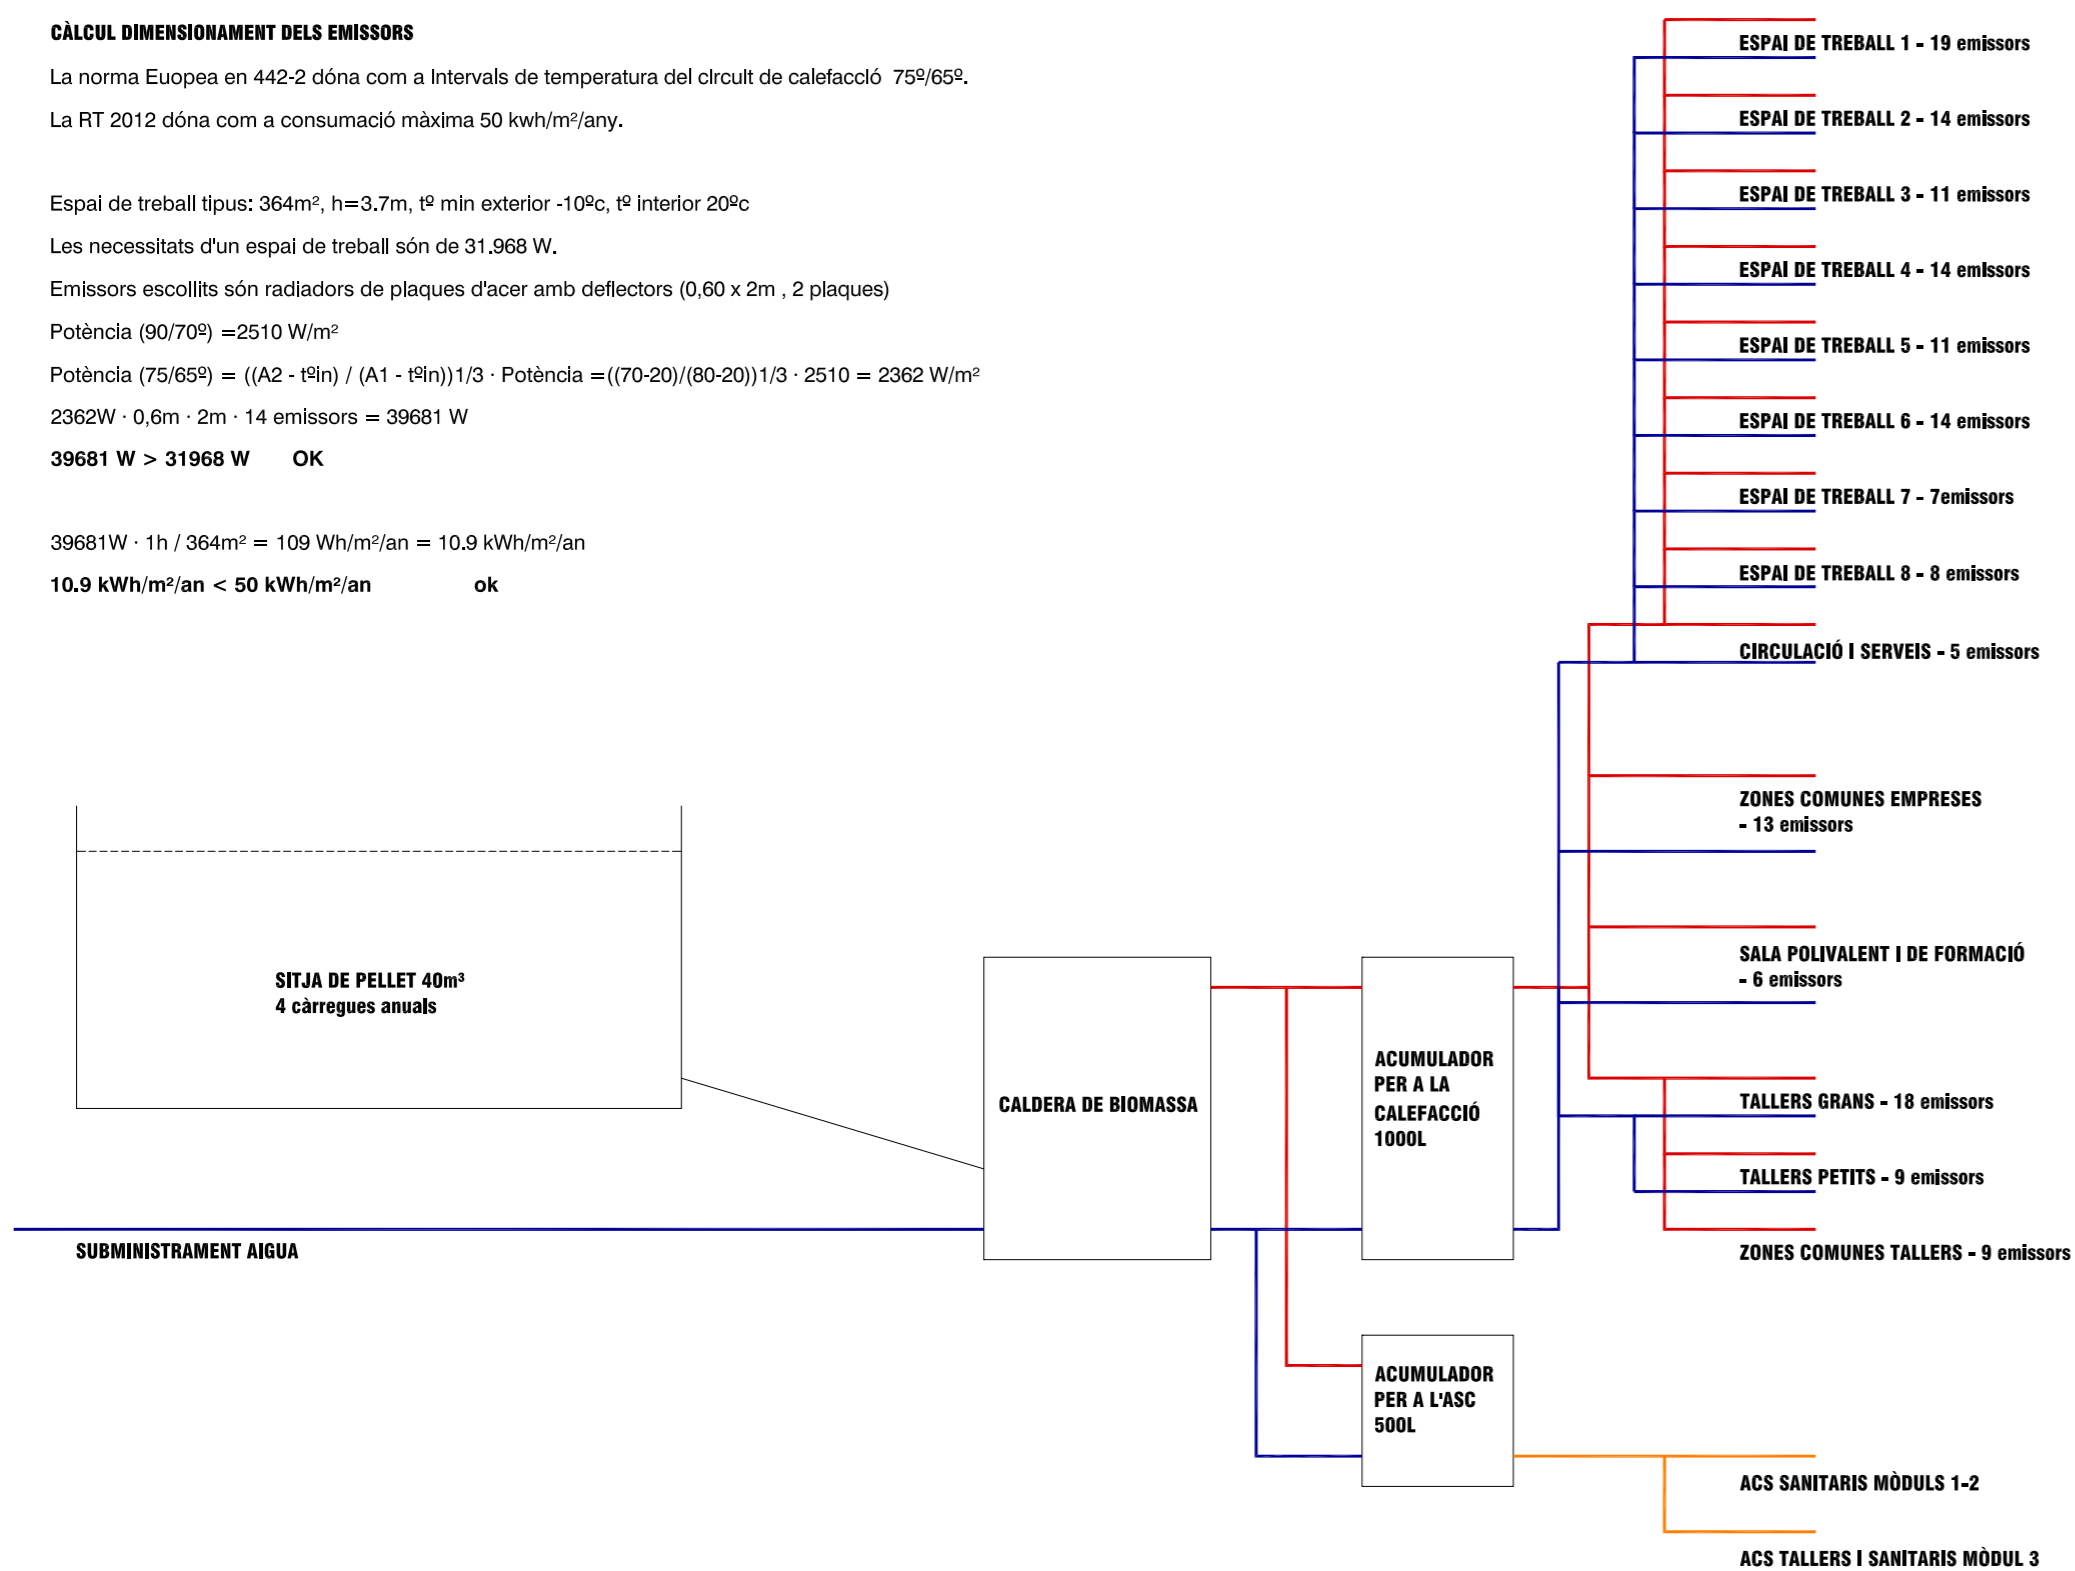 CÀLCUL DIMENSIONAMENT DELS EMISSORS
La norma Euopea en 442-2 dóna com a Intervals de temperatura del circuit de calefacció 75º/65º.
La RT 2012 dóna com a consumació màxima 50 kwh/m²/any.
Espai de treball tipus: 364m², h=3.7m, tº min exterior -10ºc, tº interior 20ºc
Les necessitats d'un espai de treball són de 31.968 W.
Emissors escollits són radiadors de plaques d'acer amb deflectors (0,60 x 2m , 2 plaques)
Potència (90/70º) =2510 W/m²
Potència (75/65º) = ((A2 - tºin) / (A1 - tºin))1/3 · Potència =((70-20)/(80-20))1/3 · 2510 = 2362 W/m²
2362W · 0,6m · 2m · 14 emissors = 39681 W
39681 W > 31968 W OK
39681W · 1h / 364m² = 109 Wh/m²/an = 10.9 kWh/m²/an
10.9 kWh/m²/an < 50 kWh/m²/an ok
ESPAI DE TREBALL 1 - 19 emissors
ESPAI DE TREBALL 2 - 14 emissors
ESPAI DE TREBALL 3 - 11 emissors
ESPAI DE TREBALL 4 - 14 emissors
ESPAI DE TREBALL 5 - 11 emissors
ESPAI DE TREBALL 6 - 14 emissors
ESPAI DE TREBALL 7 - 7emissors
ESPAI DE TREBALL 8 - 8 emissors
CIRCULACIÓ I SERVEIS - 5 emissors
ZONES COMUNES EMPRESES
- 13 emissors
SALA POLIVALENT I DE FORMACIÓ
- 6 emissors
TALLERS GRANS - 18 emissors
TALLERS PETITS - 9 emissors
ZONES COMUNES TALLERS - 9 emissors
SITJA DE PELLET 40m³
4 càrregues anuals
CALDERA DE BIOMASSA
ACUMULADOR
PER A LA
CALEFACCIÓ
1000L
SUBMINISTRAMENT AIGUA
ACUMULADOR
PER A L'ASC
500L
ACS SANITARIS MÒDULS 1-2
ACS TALLERS I SANITARIS MÒDUL 3